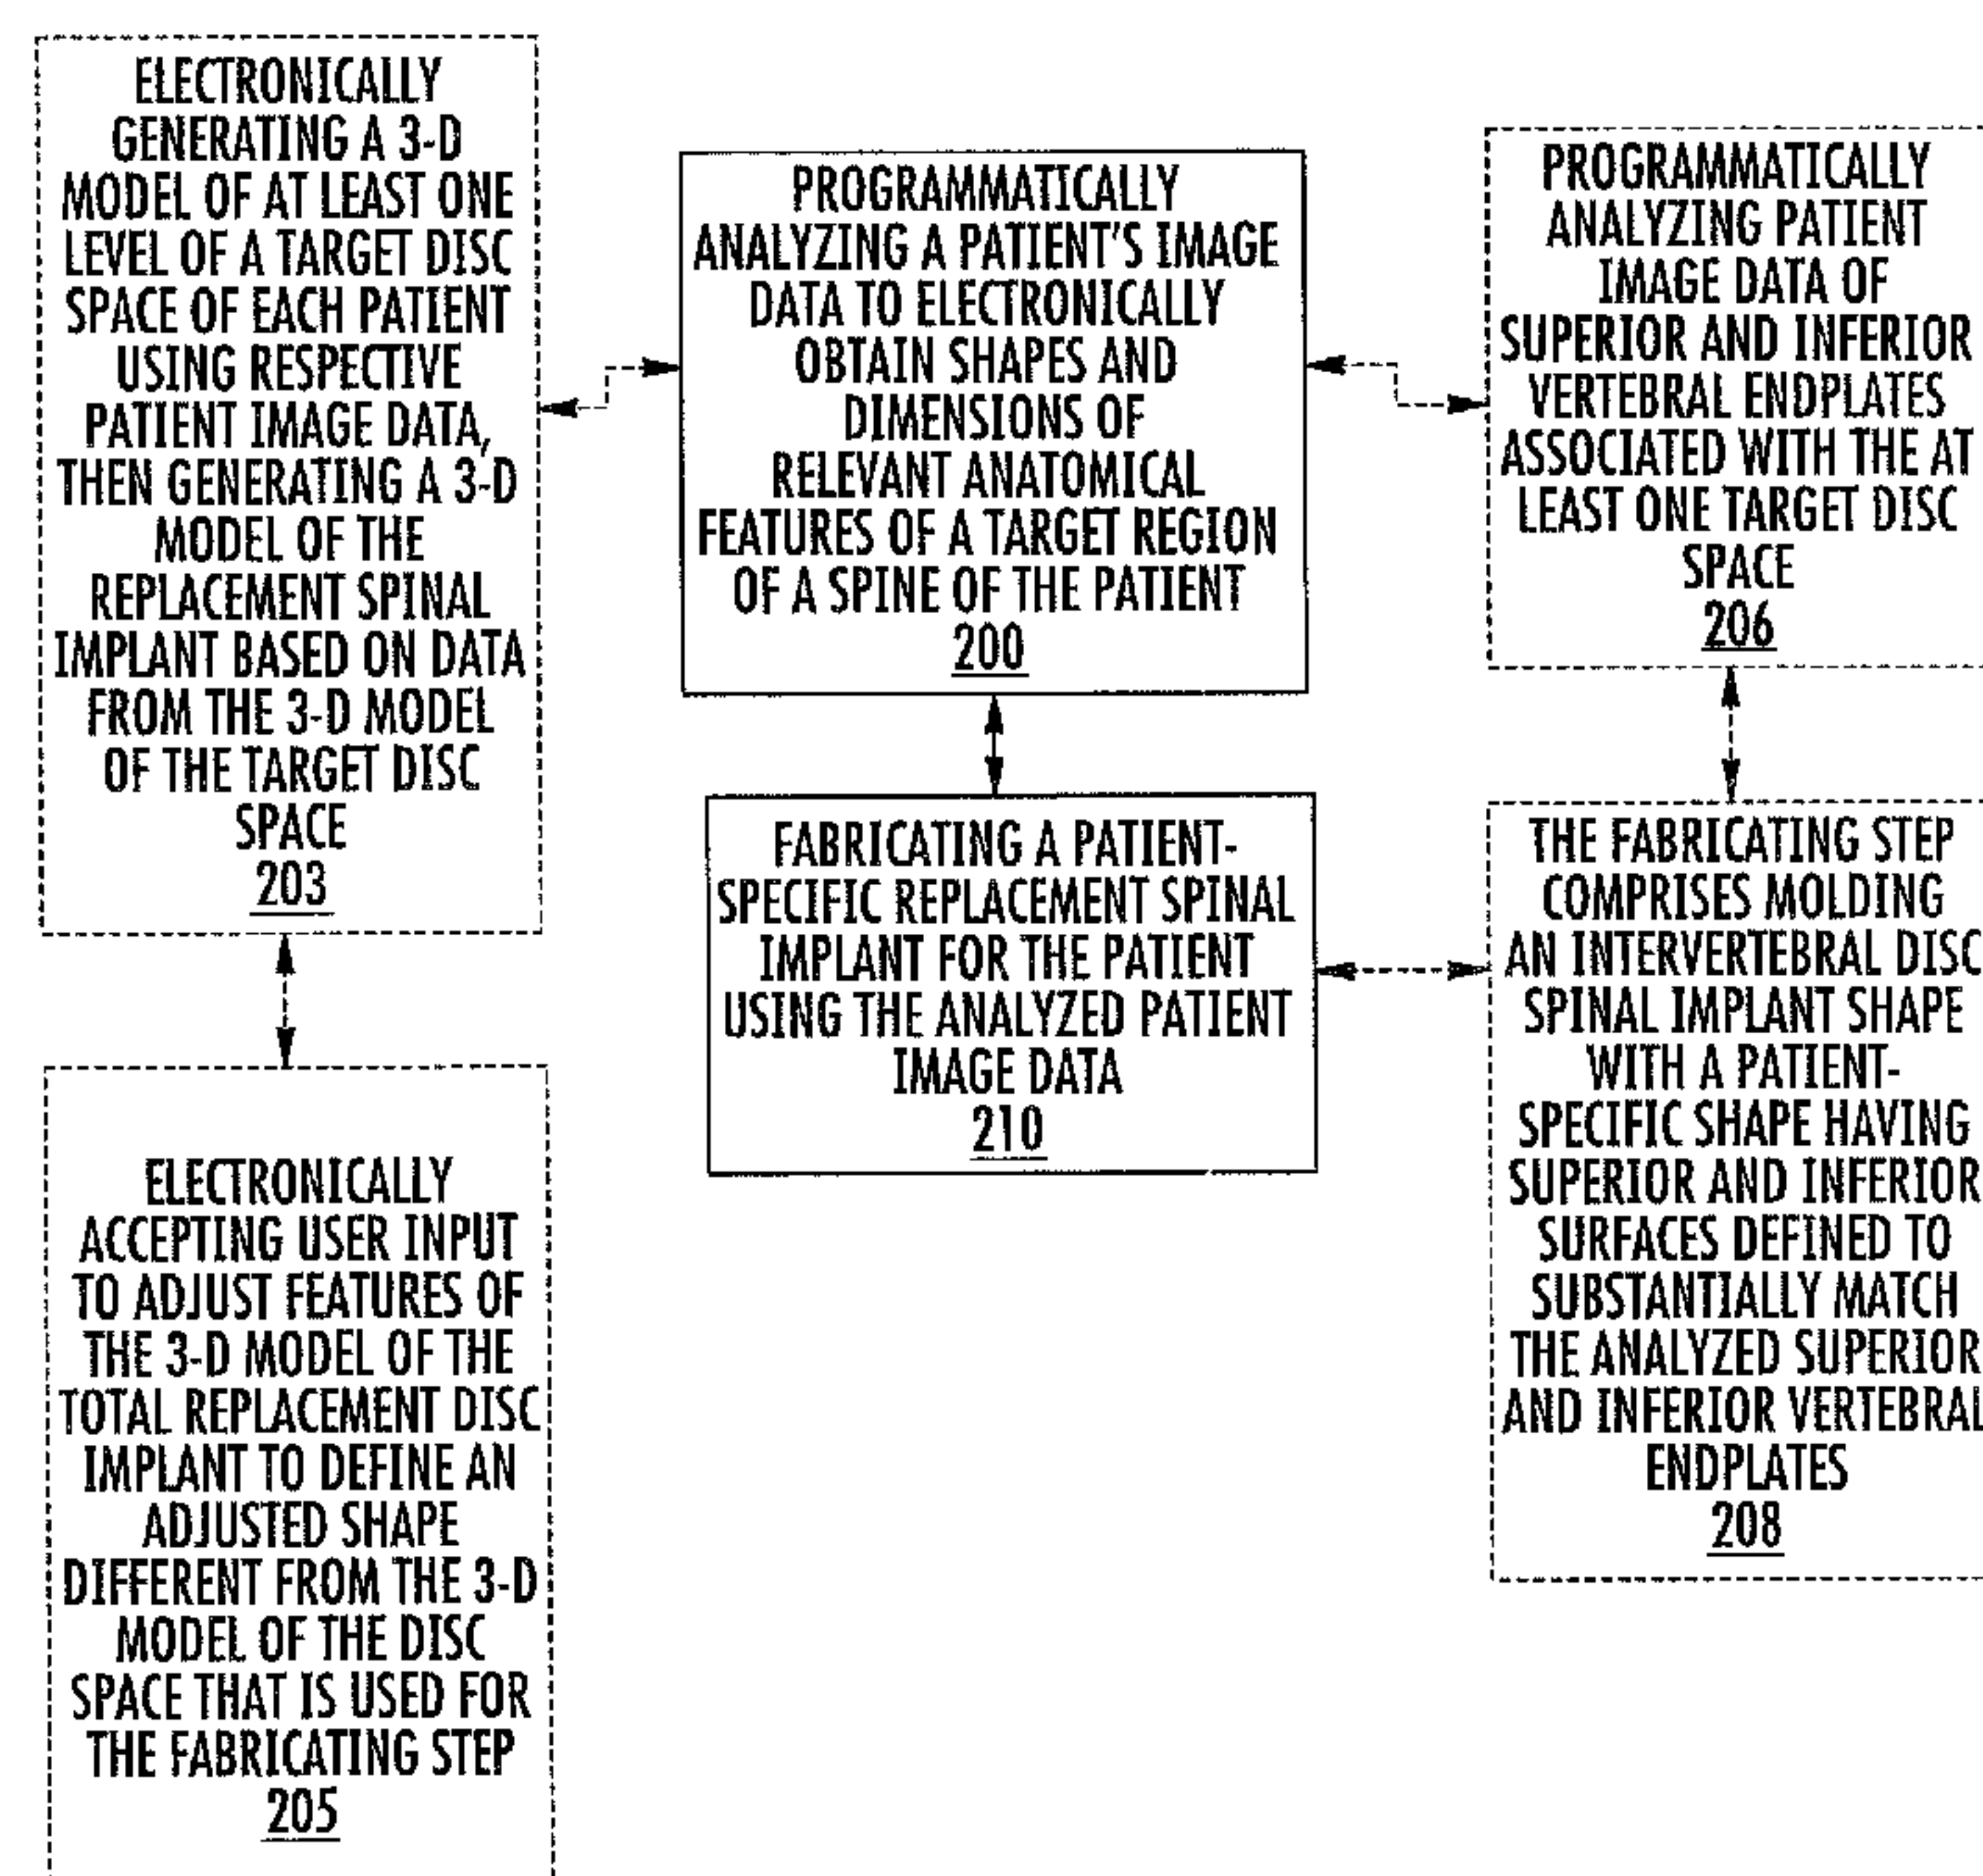 ELECTRONICALLY
GENERATING A 3-D
MODEL OF AT LEAST ONE
LEVEL OF A TARGET DISC
SPACE OF EACH PATIENT
USING RESPECTIVE
PATIENT IMAGE DATA,
THEN GENERATING A 3-D
MODEL OF THE
REPLACEMENT SPINAL
IMPLANT BASED ON DATA
FROM THE 3-D MODEL
OF THE TARGET DISC
SPACE
203
ELECTRONICALLY
ACCEPTING USER INPUT
TO ADJUST FEATURES OF
THE 3-D MODEL OF THE
TOTAL REPLACEMENT DISC
IMPLANT TO DEFINE AN
ADJUSTED SHAPE
DIFFERENT FROM THE 3-D
MODEL OF THE DISC
SPACE THAT IS USED FOR
THE FABRICATING STEP
205
PROGRAMMATICALLY
ANALYZING A PATIENT'S IMAGE
DATA TO ELECTRONICALLY
OBTAIN SHAPES AND
DIMENSIONS OF
RELEVANT ANATOMICAL
FEATURES OF A TARGET REGION
OF A SPINE OF THE PATIENT
200
FABRICATING A PATIENT-
SPECIFIC REPLACEMENT SPINAL
IMPLANT FOR THE PATIENT
USING THE ANALYZED PATIENT
IMAGE DATA
210
PROGRAMMATICALLY
ANALYZING PATIENT
IMAGE DATA OF
SUPERIOR AND INFERIOR
VERTEBRAL ENDPLATES
ASSOCIATED WITH THE AT
LEAST ONE TARGET DISC
SPACE
206
THE FABRICATING STEP
COMPRISES MOLDING
AN INTERVERTEBRAL DISC
SPINAL IMPLANT SHAPE
WITH A PATIENT-
SPECIFIC SHAPE HAVING
SUPERIOR AND INFERIOR
SURFACES DEFINED TO
SUBSTANTIALLY MATCH
THE ANALYZED SUPERIOR
AND INFERIOR VERTEBRAL
ENDPLATES
208